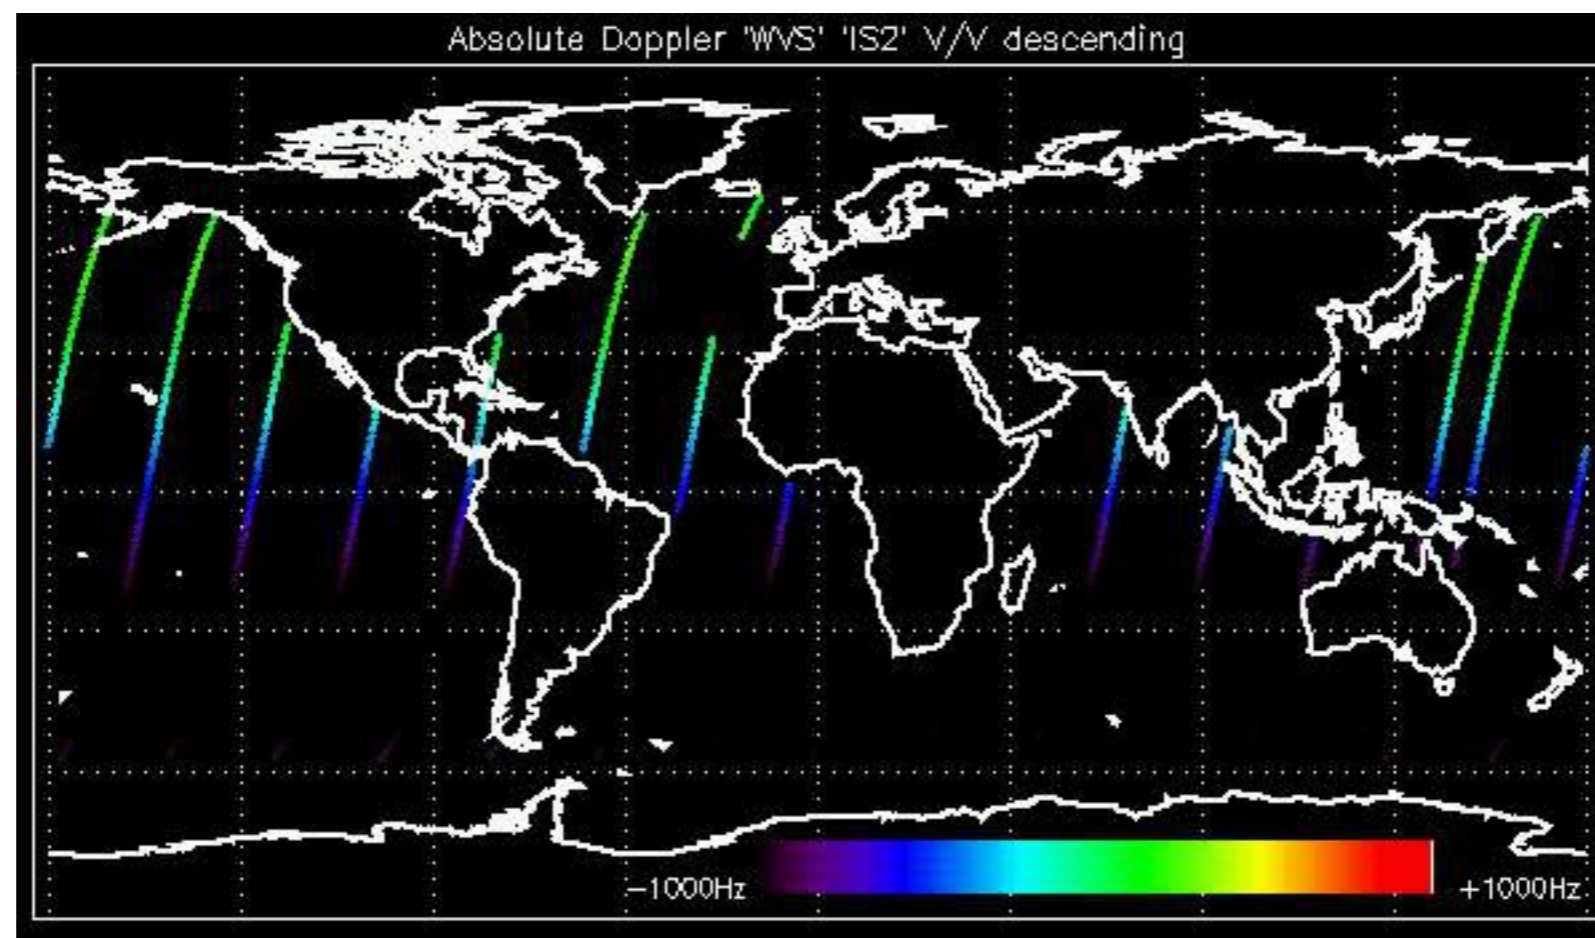 Absolute Doppler 'WVS' 'IS2' V/V descending
-1000Hz
+1000Hz